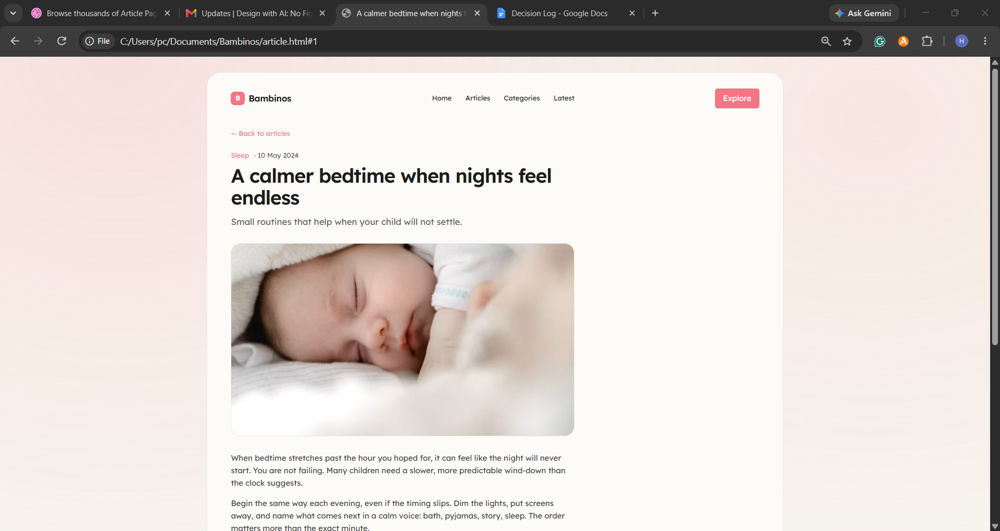 Browse thousands of Article Pag
Updates | Design with AI: No Fig
A calmer bedtime when nights f
Decision Log - Google Docs
Ask Gemini
File
C:/Users/pc/Documents/Bambinos/article.html#1
H
B
Bambinos
Home
Articles
Categories
Latest
Explore
← Back to articles
Sleep · 10 May 2024
A calmer bedtime when nights feel
endless
Small routines that help when your child will not settle.
When bedtime stretches past the hour you hoped for, it can feel like the night will never
start. You are not failing. Many children need a slower, more predictable wind-down than
the clock suggests.
Begin the same way each evening, even if the timing slips. Dim the lights, put screens
away, and name what comes next in a calm voice: bath, pyjamas, story, sleep. The order
matters more than the exact minute.